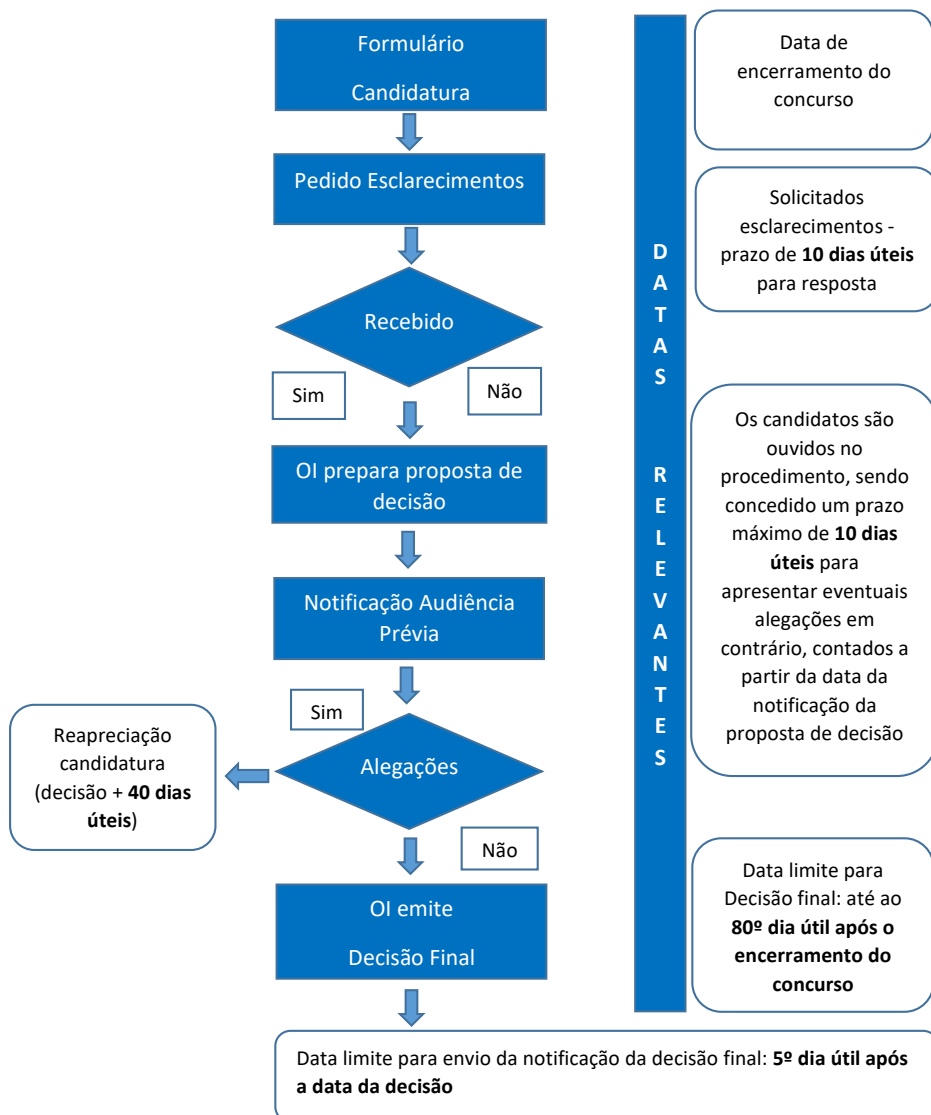 Formulário
Candidatura
Data de
encerramento do
concurso
Pedido Esclarecimentos
Solicitados
esclarecimentos -
prazo de 10 dias úteis
para resposta
DATAS RELEVANTES
Recebido
Sim
Não
OI prepara proposta de
decisão
Os candidatos são
ouvidos no
procedimento, sendo
concedido um prazo
máximo de 10 dias
úteis para
apresentar eventuais
alegações em
contrário, contados a
partir da data da
notificação da
proposta de decisão
Notificação Audiência
Prévia
Sim
Alegações
Reapreciação
candidatura
(decisão + 40 dias
úteis)
Não
OI emite
Decisão Final
Data limite para
Decisão final: até ao
80º dia útil após o
encerramento do
concurso
Data limite para envio da notificação da decisão final: 5º dia útil após
a data da decisão